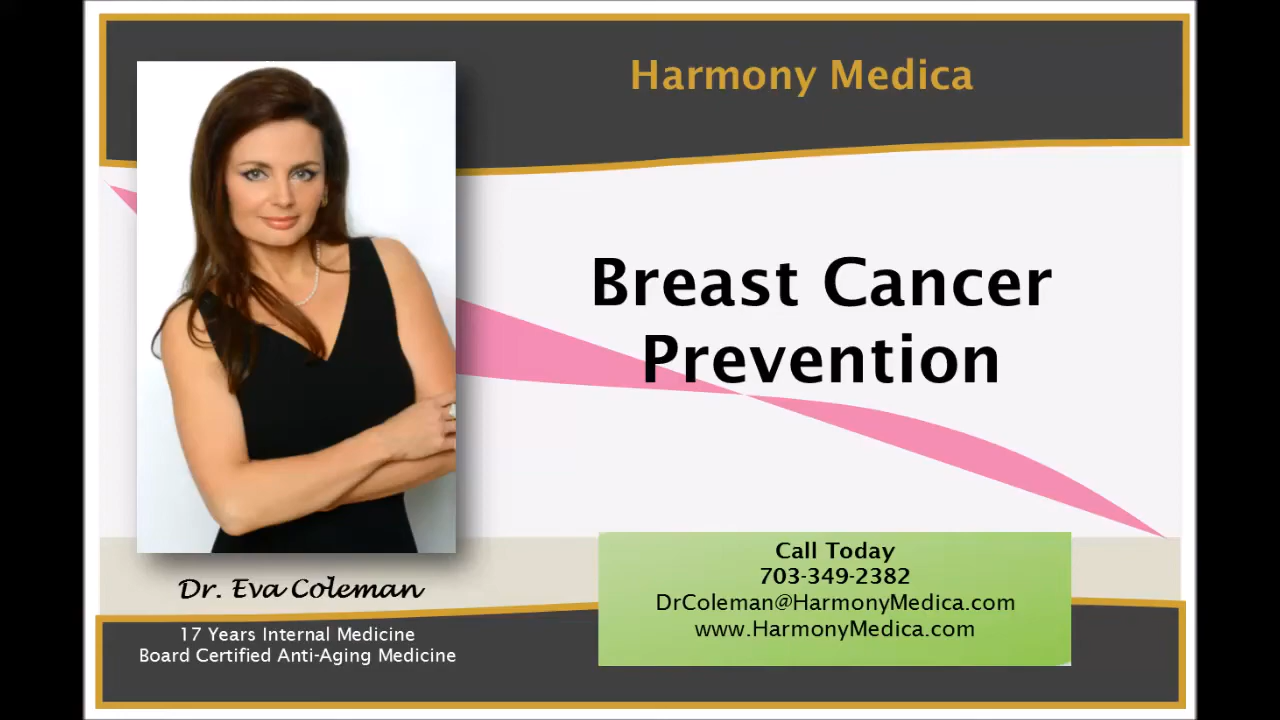 Harmony Medica
Breast Cancer
Prevention
Dr. Eva Coleman
17 Years Internal Medicine
Board Certified Anti-Aging Medicine
Call Today
703-349-2382
DrColeman@HarmonyMedica.com
www.HarmonyMedica.com